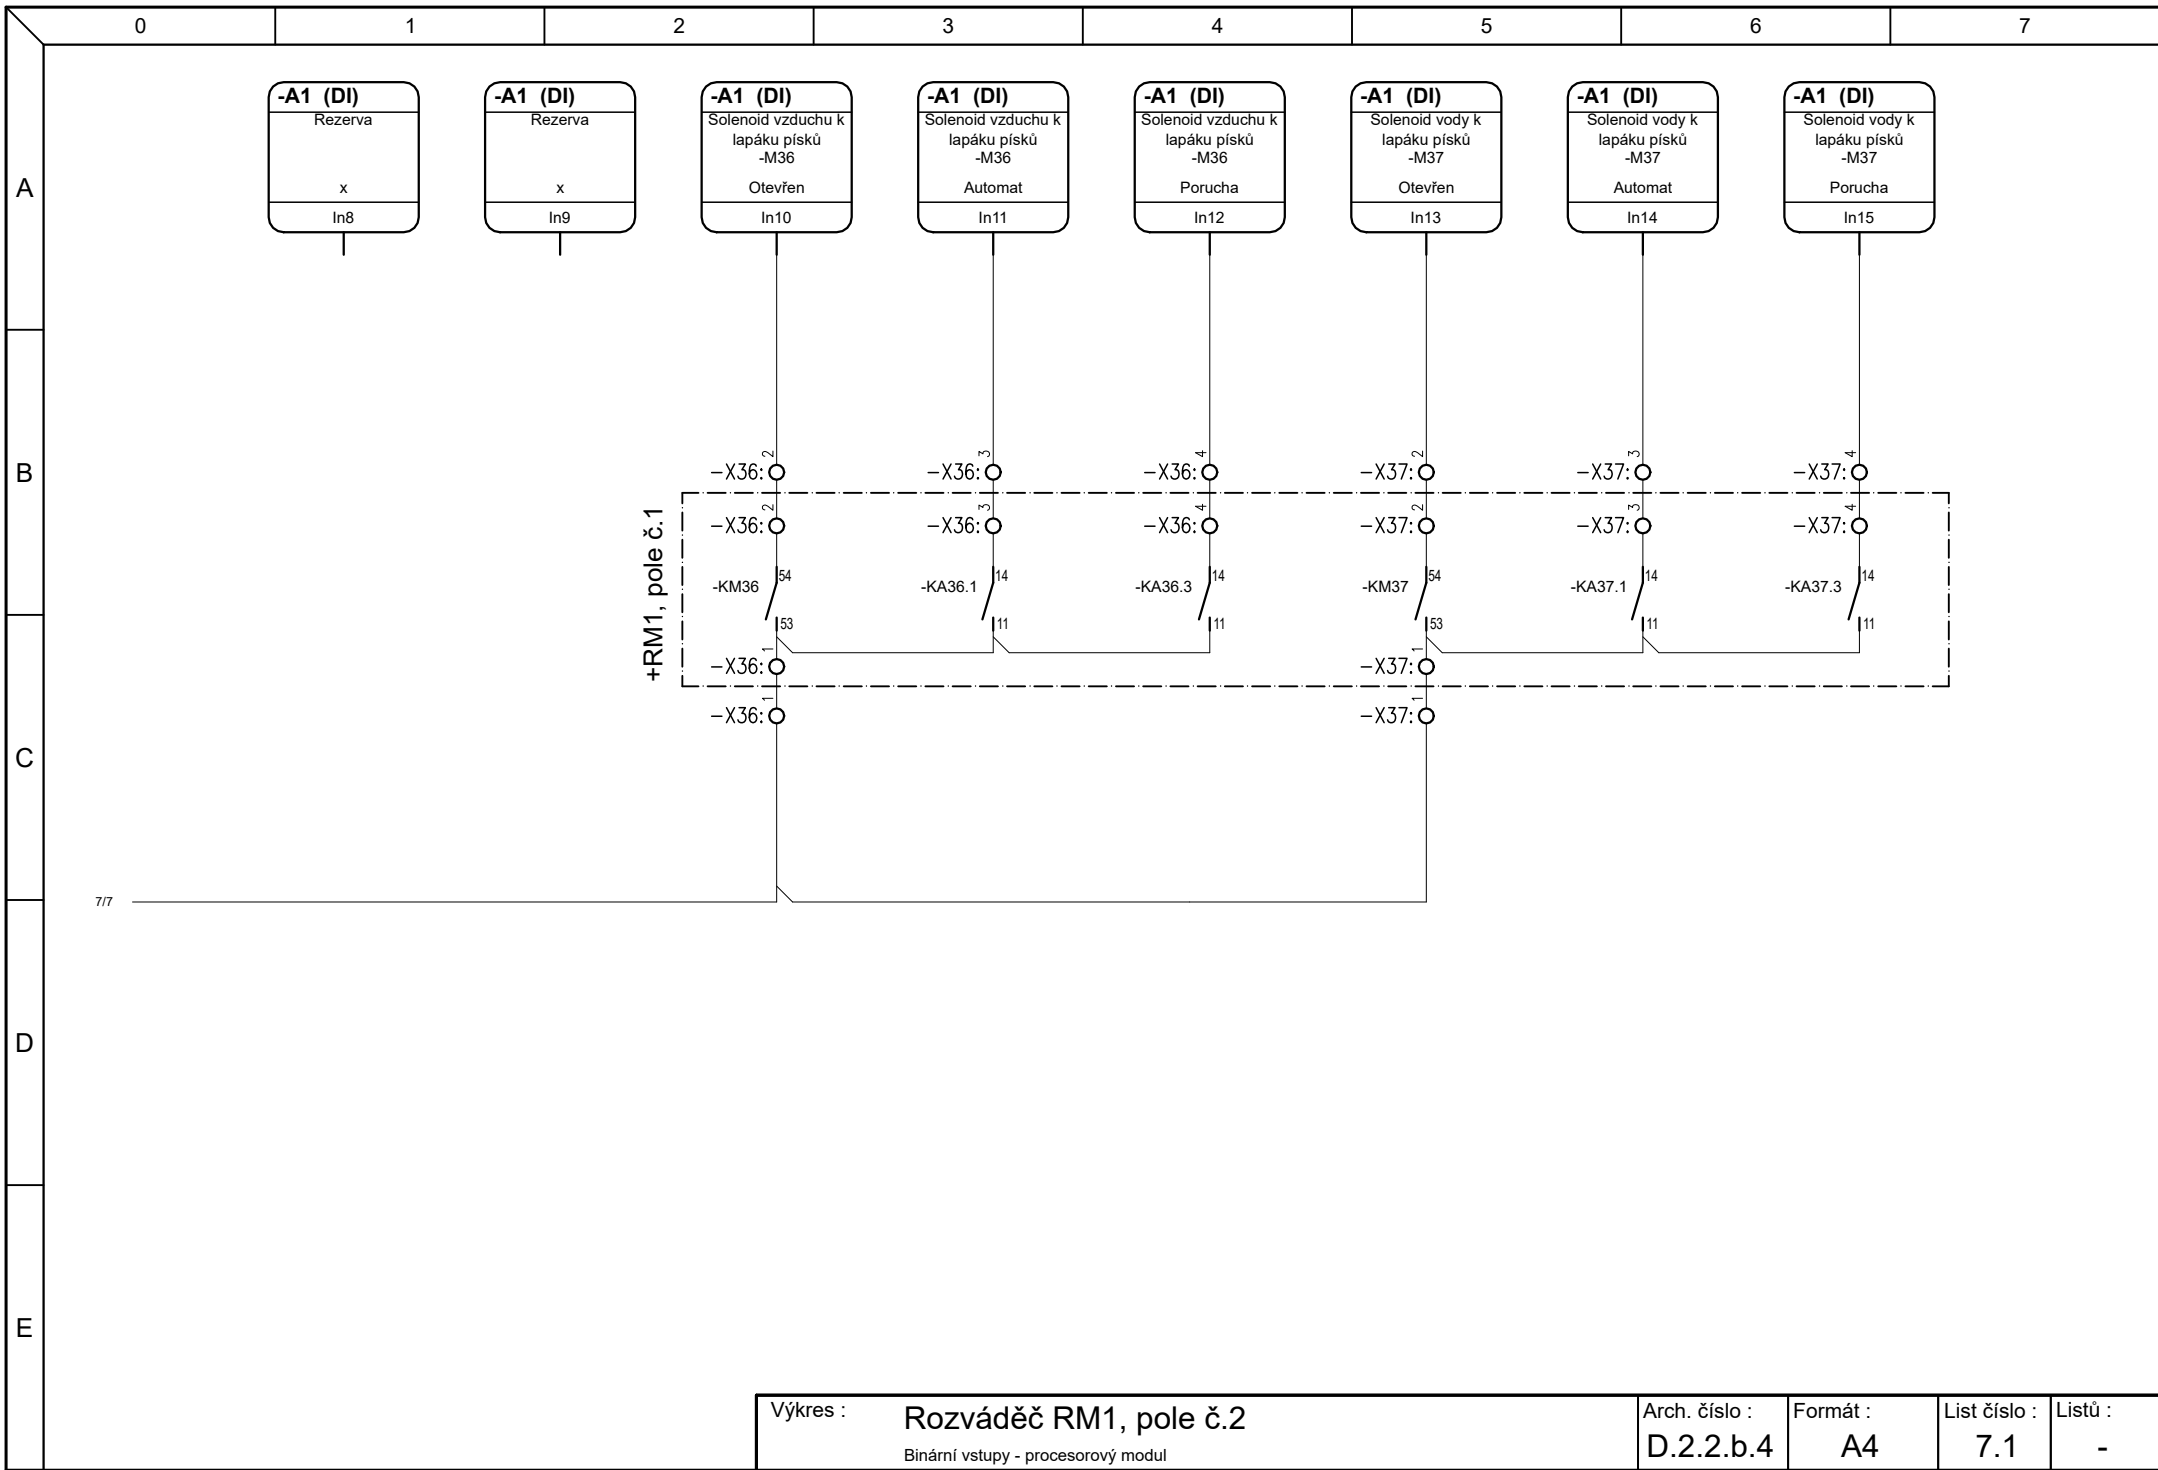 0 1 2 3 4 5 6 7
A
B
C
D
E
-A1 (DI)
Rezerva
x
In8
-A1 (DI)
Rezerva
x
In9
-A1 (DI)
Solenoid vzduchu k
lapáku písků
-M36
Otevřen
In10
-A1 (DI)
Solenoid vzduchu k
lapáku písků
-M36
Automat
In11
-A1 (DI)
Solenoid vzduchu k
lapáku písků
-M36
Porucha
In12
-A1 (DI)
Solenoid vody k
lapáku písků
-M37
Otevřen
In13
-A1 (DI)
Solenoid vody k
lapáku písků
-M37
Automat
In14
-A1 (DI)
Solenoid vody k
lapáku písků
-M37
Porucha
In15
-X36: 2 -X36: 3 -X36: 4 -X37: 2 -X37: 3 -X37: 4
+RM1, pole č.1
-X36: 2 -X36: 3 -X36: 4 -X37: 2 -X37: 3 -X37: 4
54 14 14 54 14 14
-KM36 -KA36.1 -KA36.3 -KM37 -KA37.1 -KA37.3
53 11 11 53 11 11
-X36: 1 -X37: 1
-X36: 1 -X37: 1
7/7
Výkres :
Rozváděč RM1, pole č.2
Binární vstupy - procesorový modul
Arch. číslo :
D.2.2.b.4
Formát :
A4
List číslo :
7.1
Listů :
-